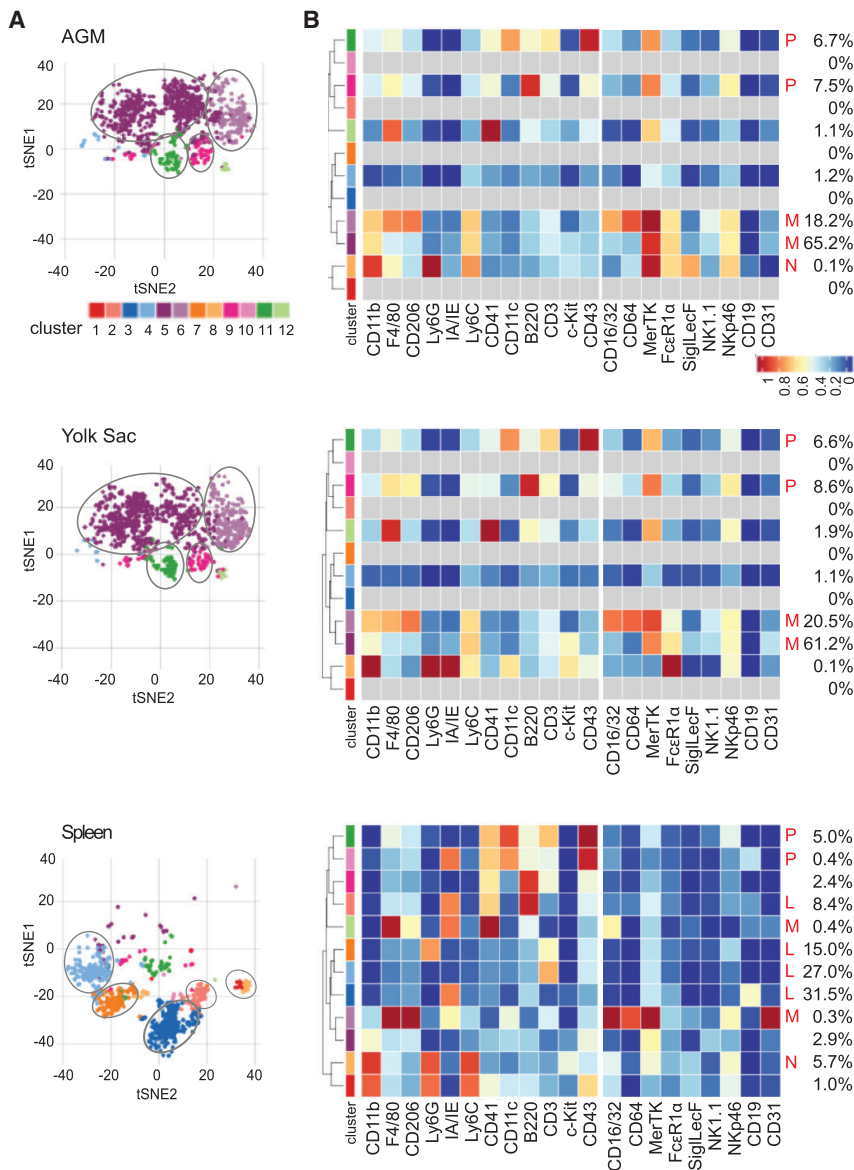 A
B
AGM
40
20
0
-20
-40
tSNE1
-40 -20 0 20 40
tSNE2
cluster
1 2 3 4 5 6 7 8 9 10 11 12
P 6.7%
0%
P 7.5%
0%
1.1%
0%
1.2%
0%
M 18.2%
M 65.2%
N 0.1%
0%
cluster CD11b F4/80 CD206 Ly6G IA/IE Ly6C CD41 CD11c B220 CD3 c-Kit CD43 CD16/32 CD64 MerTK FcεR1α SiglLecF NK1.1 NKp46 CD19 CD31
1 0.8 0.6 0.4 0.2 0
Yolk Sac
40
20
0
-20
-40
tSNE1
-40 -20 0 20 40
tSNE2
P 6.6%
0%
P 8.6%
0%
1.9%
0%
1.1%
0%
M 20.5%
M 61.2%
0.1%
0%
cluster CD11b F4/80 CD206 Ly6G IA/IE Ly6C CD41 CD11c B220 CD3 c-Kit CD43 CD16/32 CD64 MerTK FcεR1α SiglLecF NK1.1 NKp46 CD19 CD31
Spleen
40
20
0
-20
-40
tSNE1
-40 -20 0 20 40
tSNE2
P 5.0%
P 0.4%
2.4%
L 8.4%
M 0.4%
L 15.0%
L 27.0%
L 31.5%
M 0.3%
2.9%
N 5.7%
1.0%
cluster CD11b F4/80 CD206 Ly6G IA/IE Ly6C CD41 CD11c B220 CD3 c-Kit CD43 CD16/32 CD64 MerTK FcεR1α SiglLecF NK1.1 NKp46 CD19 CD31